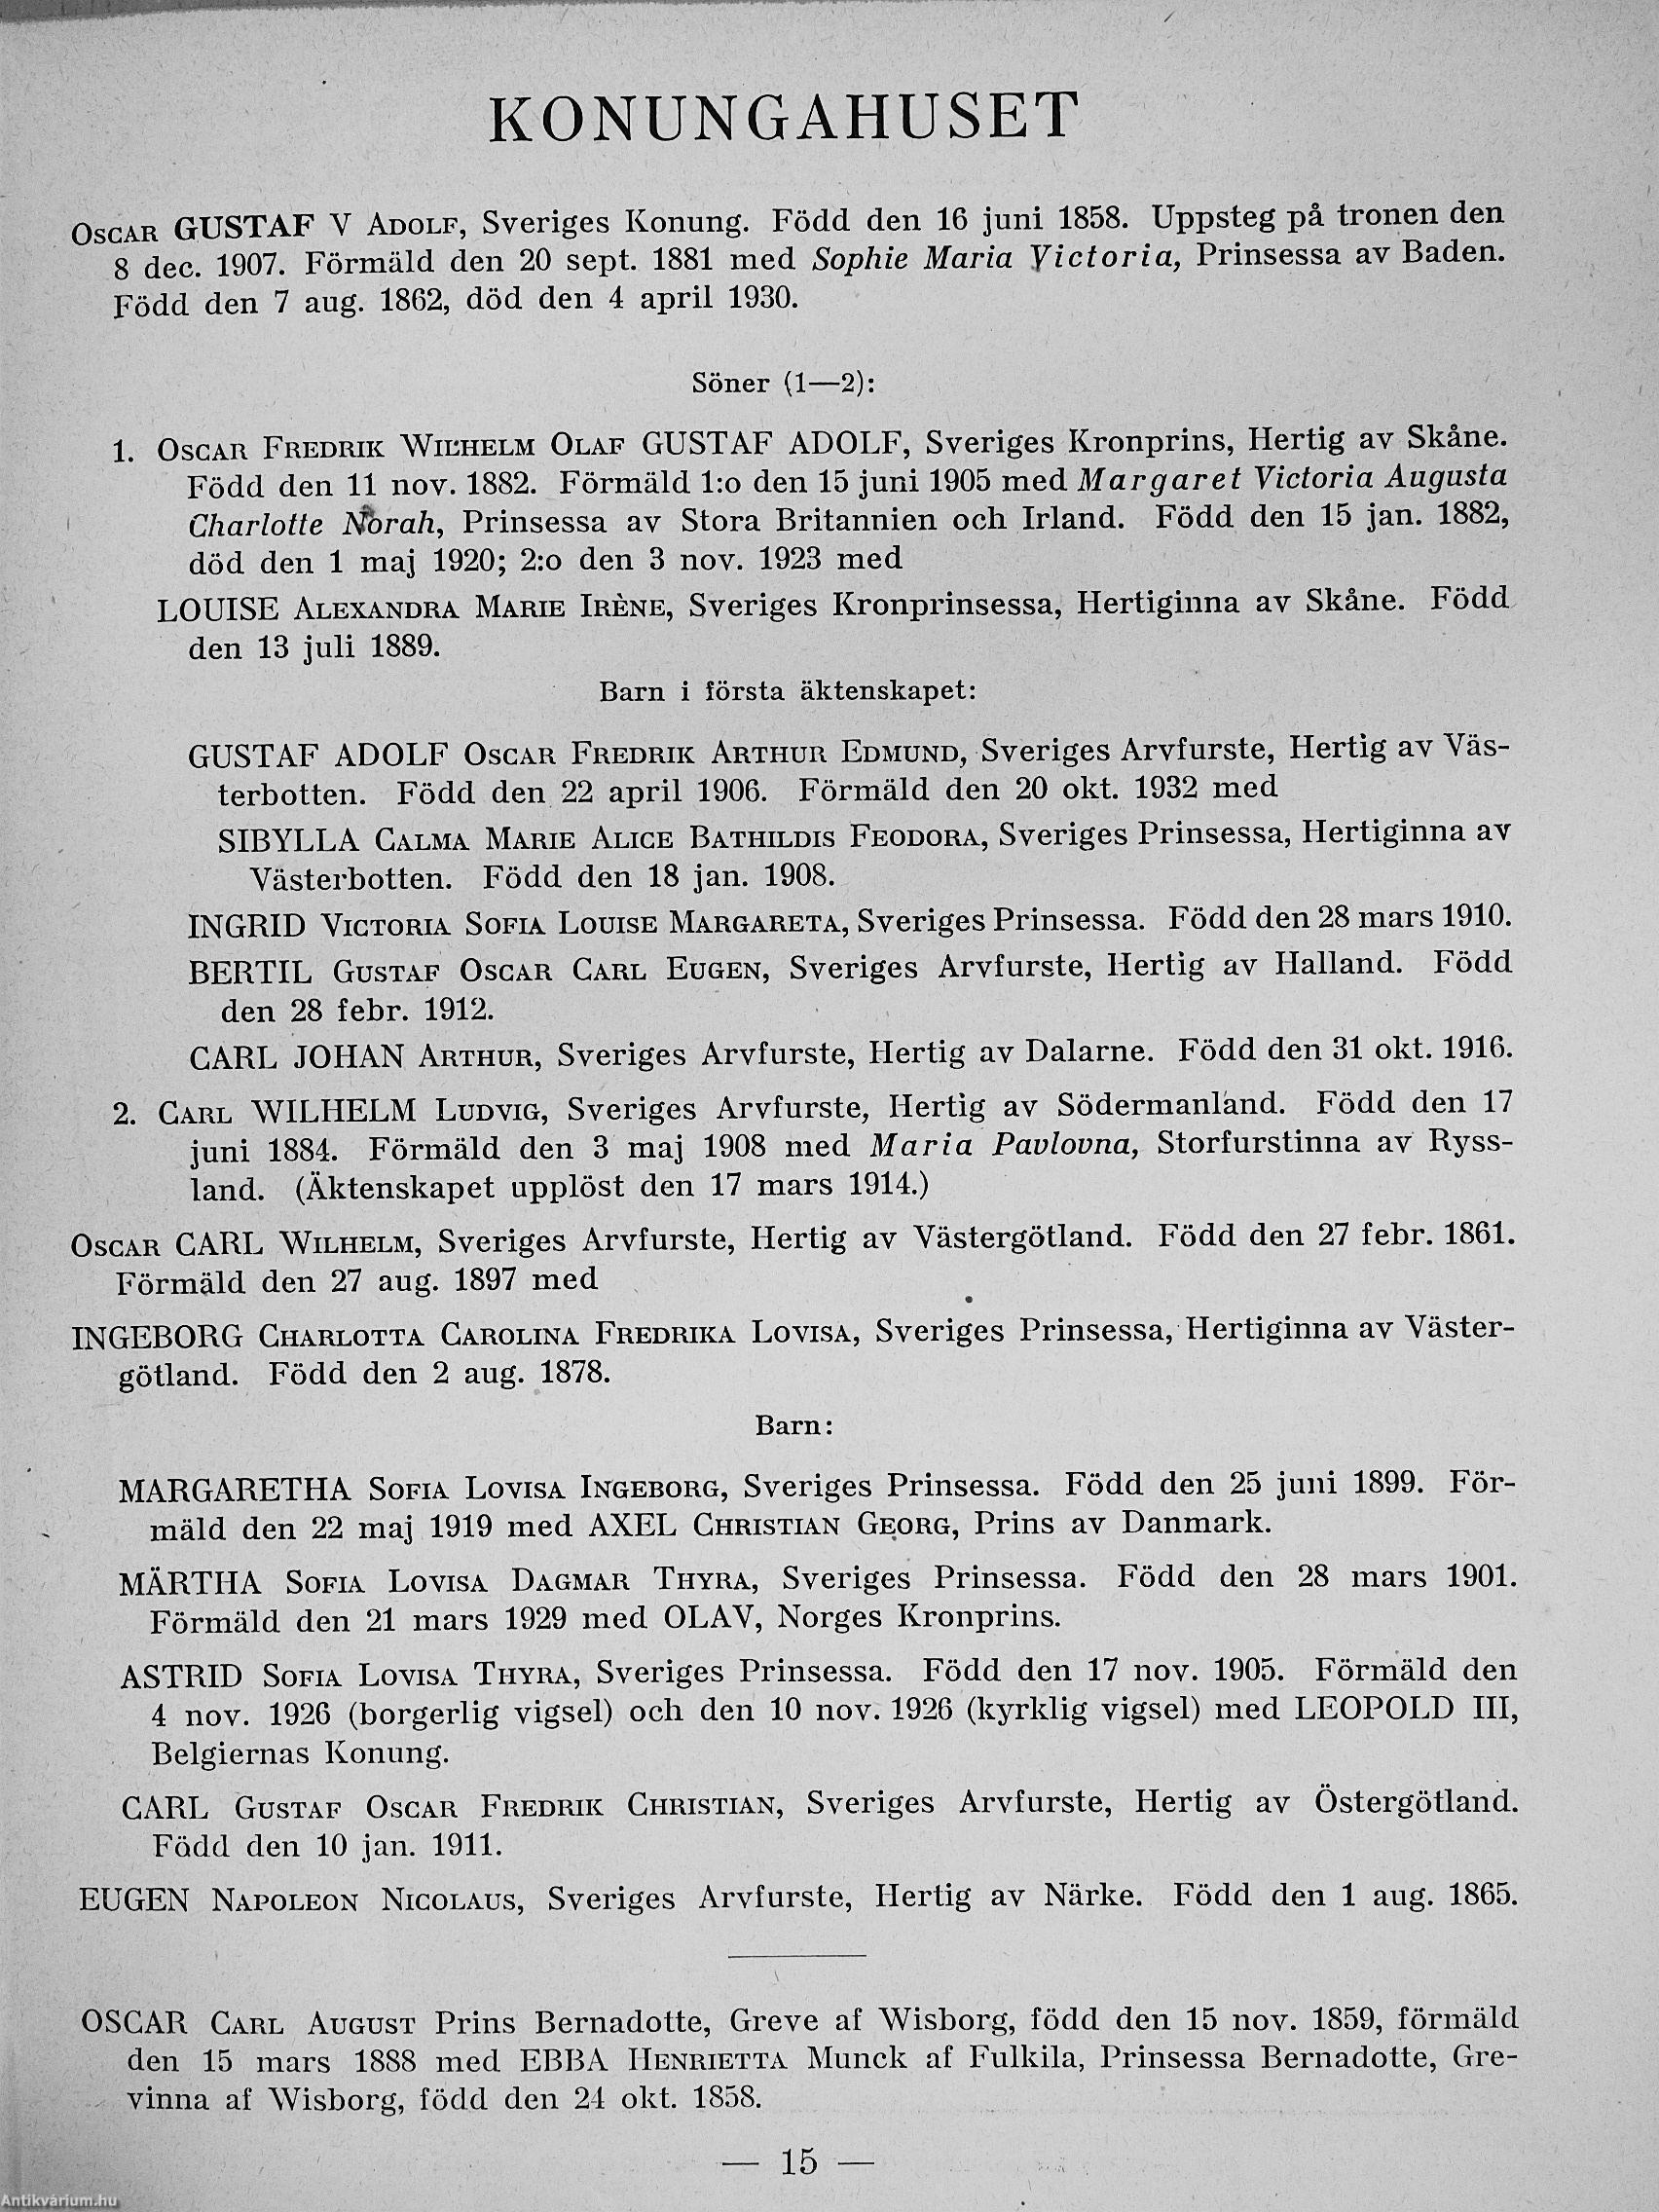 KONUNGAHUSET
OSCAR GUSTAF V ADOLF, Sveriges Konung. Född den 16 juni 1858. Uppsteg på tronen den
8 dec. 1907. Förmäld den 20 sept. 1881 med Sophie Maria Victoria, Prinsessa av Baden.
Född den 7 aug. 1862, död den 4 april 1930.
Söner (1—2):
1. OSCAR FREDRIK WILHELM OLAF GUSTAF ADOLF, Sveriges Kronprins, Hertig av Skåne.
Född den 11 nov. 1882. Förmäld 1:o den 15 juni 1905 med Margaret Victoria Augusta
Charlotte Norah, Prinsessa av Stora Britannien och Irland. Född den 15 jan. 1882,
död den 1 maj 1920; 2:o den 3 nov. 1923 med
LOUISE ALEXANDRA MARIE IRÈNE, Sveriges Kronprinsessa, Hertiginna av Skåne. Född
den 13 juli 1889.
Barn i första äktenskapet:
GUSTAF ADOLF OSCAR FREDRIK ARTHUR EDMUND, Sveriges Arvfurste, Hertig av Väs-
terbotten. Född den 22 april 1906. Förmäld den 20 okt. 1932 med
SIBYLLA CALMA MARIE ALICE BATHILDIS FEODORA, Sveriges Prinsessa, Hertiginna av
Västerbotten. Född den 18 jan. 1908.
INGRID VICTORIA SOFIA LOUISE MARGARETA, Sveriges Prinsessa. Född den 28 mars 1910.
BERTIL GUSTAF OSCAR CARL EUGEN, Sveriges Arvfurste, Hertig av Halland. Född
den 28 febr. 1912.
CARL JOHAN ARTHUR, Sveriges Arvfurste, Hertig av Dalarne. Född den 31 okt. 1916.
2. CARL WILHELM LUDVIG, Sveriges Arvfurste, Hertig av Södermanland. Född den 17
juni 1884. Förmäld den 3 maj 1908 med Maria Pavlovna, Storfurstinna av Ryss-
land. (Äktenskapet upplöst den 17 mars 1914.)
OSCAR CARL WILHELM, Sveriges Arvfurste, Hertig av Västergötland. Född den 27 febr. 1861.
Förmäld den 27 aug. 1897 med
INGEBORG CHARLOTTA CAROLINA FREDRIKA LOVISA, Sveriges Prinsessa, Hertiginna av Väster-
götland. Född den 2 aug. 1878.
Barn:
MARGARETHA SOFIA LOVISA INGEBORG, Sveriges Prinsessa. Född den 25 juni 1899. För-
mäld den 22 maj 1919 med AXEL CHRISTIAN GEORG, Prins av Danmark.
MÄRTHA SOFIA LOVISA DAGMAR THYRA, Sveriges Prinsessa. Född den 28 mars 1901.
Förmäld den 21 mars 1929 med OLAV, Norges Kronprins.
ASTRID SOFIA LOVISA THYRA, Sveriges Prinsessa. Född den 17 nov. 1905. Förmäld den
4 nov. 1926 (borgerlig vigsel) och den 10 nov. 1926 (kyrklig vigsel) med LEOPOLD III,
Belgiernas Konung.
CARL GUSTAF OSCAR FREDRIK CHRISTIAN, Sveriges Arvfurste, Hertig av Östergötland.
Född den 10 jan. 1911.
EUGEN NAPOLEON NICOLAUS, Sveriges Arvfurste, Hertig av Närke. Född den 1 aug. 1865.
OSCAR CARL AUGUST Prins Bernadotte, Greve af Wisborg, född den 15 nov. 1859, förmäld
den 15 mars 1888 med EBBA HENRIETTA Munck af Fulkila, Prinsessa Bernadotte, Gre-
vinna af Wisborg, född den 24 okt. 1858.
— 15 —
Antikvárium.hu